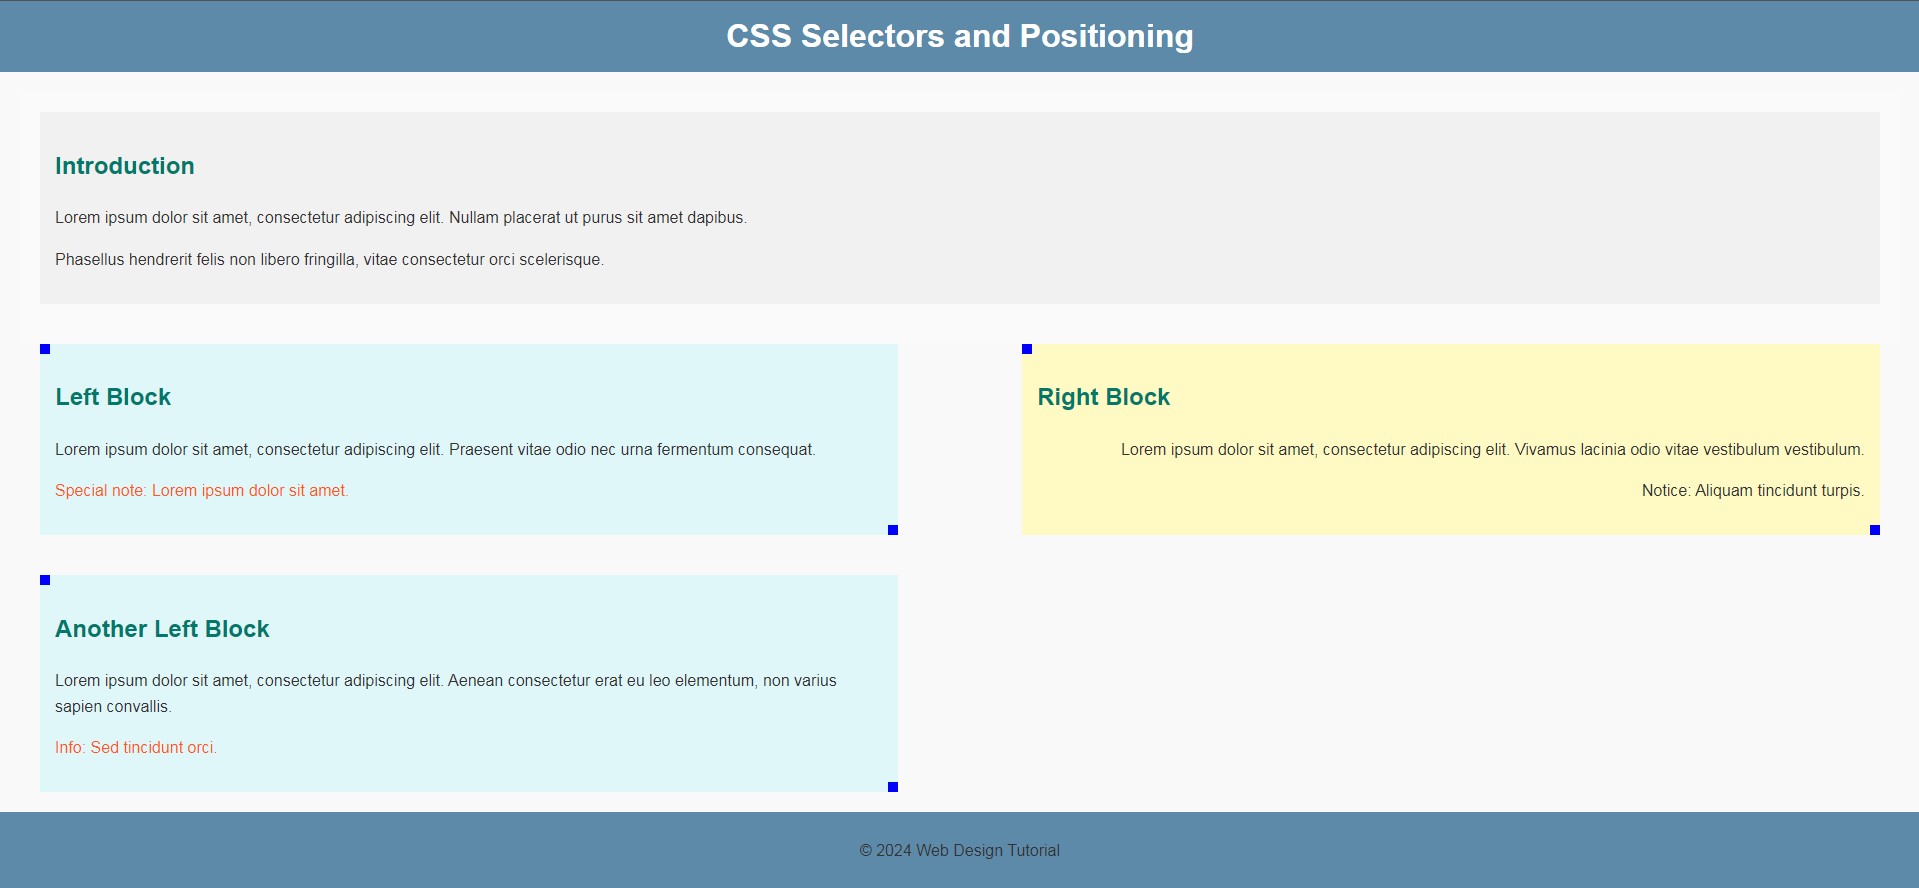 CSS Selectors and Positioning
Introduction
Lorem ipsum dolor sit amet, consectetur adipiscing elit. Nullam placerat ut purus sit amet dapibus.
Phasellus hendrerit felis non libero fringilla, vitae consectetur orci scelerisque.
Left Block
Lorem ipsum dolor sit amet, consectetur adipiscing elit. Praesent vitae odio nec urna fermentum consequat.
Special note: Lorem ipsum dolor sit amet.
Right Block
Lorem ipsum dolor sit amet, consectetur adipiscing elit. Vivamus lacinia odio vitae vestibulum vestibulum.
Notice: Aliquam tincidunt turpis.
Another Left Block
Lorem ipsum dolor sit amet, consectetur adipiscing elit. Aenean consectetur erat eu leo elementum, non varius
sapien convallis.
Info: Sed tincidunt orci.
© 2024 Web Design Tutorial